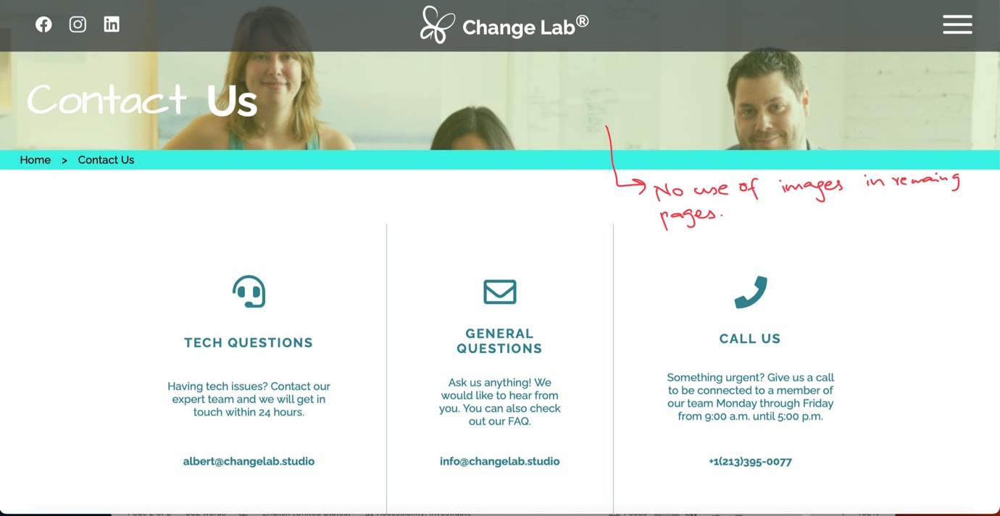 Change Lab®
Contact Us
Home > Contact Us
No use of images in remaing
pages.
TECH QUESTIONS
Having tech issues? Contact our
expert team and we will get in
touch within 24 hours.
albert@changelab.studio
GENERAL
QUESTIONS
Ask us anything! We
would like to hear from
you. You can also check
out our FAQ.
info@changelab.studio
CALL US
Something urgent? Give us a call
to be connected to a member of
our team Monday through Friday
from 9:00 a.m. until 5:00 p.m.
+1(213)395-0077